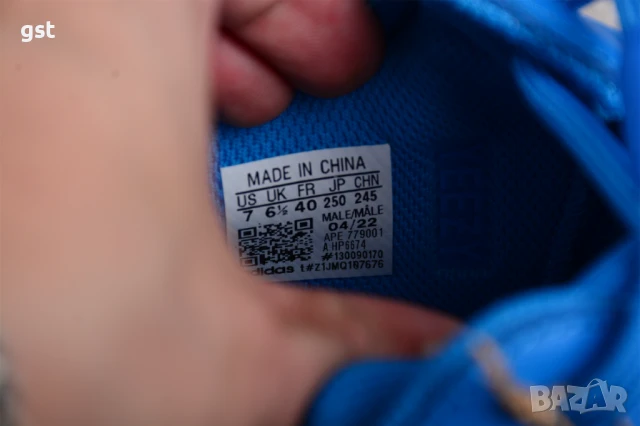 gst
MADE IN CHINA
US UK FR JP CHN
7 6½ 40 250 245
MALE/MÂLE
04/22
APE 779001
A HP6674
#130090170
adidas t#Z1JMQ187676
BAZAR